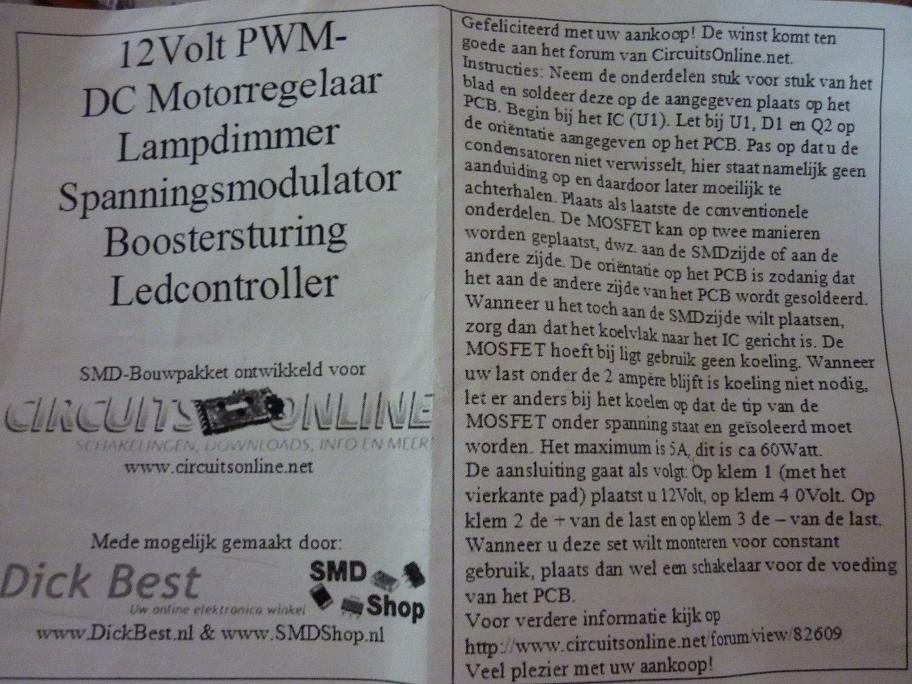 12Volt PWM-
DC Motorregelaar
Lampdimmer
Spanningsmodulator
Boostersturing
Ledcontroller
SMD-Bouwpakket ontwikkeld voor
CIRCUITS ONLINE
SCHAKELINGEN, DOWNLOADS, INFO EN MEER!
www.circuitsonline.net
Mede mogelijk gemaakt door:
Dick Best
Uw online elektronica winkel
SMD
Shop
www.DickBest.nl & www.SMDShop.nl
Gefeliciteerd met uw aankoop! De winst komt ten
goede aan het forum van CircuitsOnline.net.
Instructies: Neem de onderdelen stuk voor stuk van het
blad en soldeer deze op de aangegeven plaats op het
PCB. Begin bij het IC (U1). Let bij U1, D1 en Q2 op
de oriëntatie aangegeven op het PCB. Pas op dat u de
condensatoren niet verwisselt, hier staat namelijk geen
aanduiding op en daardoor later moeilijk te
achterhalen. Plaats als laatste de conventionele
onderdelen. De MOSFET kan op twee manieren
worden geplaatst, dwz. aan de SMDzijde of aan de
andere zijde. De oriëntatie op het PCB is zodanig dat
het aan de andere zijde van het PCB wordt gesoldeerd.
Wanneer u het toch aan de SMDzijde wilt plaatsen,
zorg dan dat het koelvlak naar het IC gericht is. De
MOSFET hoeft bij ligt gebruik geen koeling. Wanneer
uw last onder de 2 ampère blijft is koeling niet nodig,
let er anders bij het koelen op dat de tip van de
MOSFET onder spanning staat en geïsoleerd moet
worden. Het maximum is 5A, dit is ca 60Watt.
De aansluiting gaat als volgt: Op klem 1 (met het
vierkante pad) plaatst u 12Volt, op klem 4 0Volt. Op
klem 2 de + van de last en op klem 3 de – van de last.
Wanneer u deze set wilt monteren voor constant
gebruik, plaats dan wel een schakelaar voor de voeding
van het PCB.
Voor verdere informatie kijk op
http://www.circuitsonline.net/forum/view/82609
Veel plezier met uw aankoop!